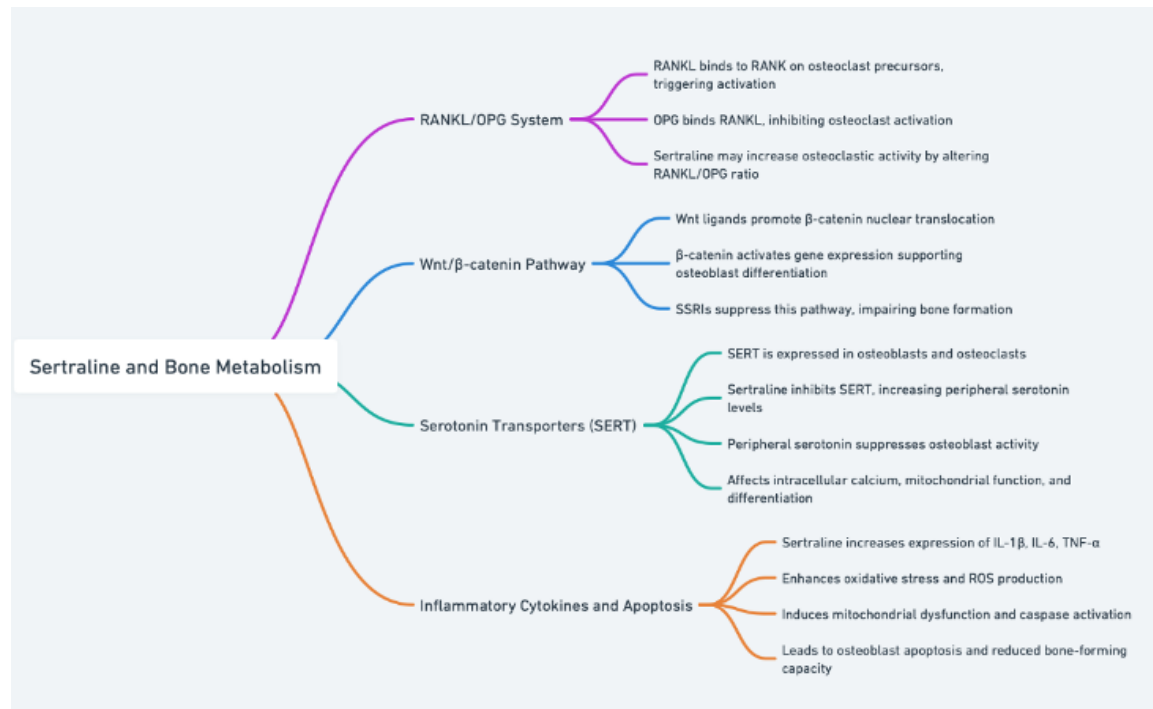 Sertraline and Bone Metabolism
RANKL/OPG System
RANKL binds to RANK on osteoclast precursors,
triggering activation
OPG binds RANKL, inhibiting osteoclast activation
Sertraline may increase osteoclastic activity by altering
RANKL/OPG ratio
Wnt/β-catenin Pathway
Wnt ligands promote β-catenin nuclear translocation
β-catenin activates gene expression supporting
osteoblast differentiation
SSRIs suppress this pathway, impairing bone formation
Serotonin Transporters (SERT)
SERT is expressed in osteoblasts and osteoclasts
Sertraline inhibits SERT, increasing peripheral serotonin
levels
Peripheral serotonin suppresses osteoblast activity
Affects intracellular calcium, mitochondrial function, and
differentiation
Inflammatory Cytokines and Apoptosis
Sertraline increases expression of IL-1β, IL-6, TNF-α
Enhances oxidative stress and ROS production
Induces mitochondrial dysfunction and caspase activation
Leads to osteoblast apoptosis and reduced bone-forming
capacity